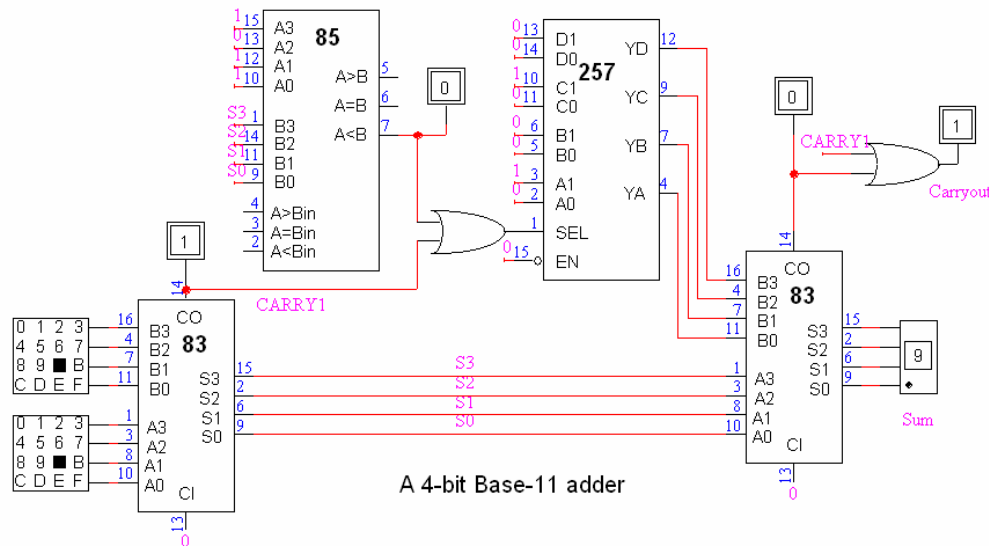 1 15 A3
0 13 A2
1 12 A1
1 10 A0
85
A>B 5
A=B 6
A<B 7
S3 1 B3
S2 14 B2
S1 11 B1
S0 9 B0
4 A>Bin
3 A=Bin
2 A<Bin
0
0 13 D1
0 14 D0
1 10 C1
0 11 C0
0 6 B1
0 5 B0
1 3 A1
0 2 A0
257
YD 12
YC 9
YB 7
YA 4
1 SEL
0 15 EN
0
CARRY1
1
Carryout
1
14
CARRY1
0 1 2 3
4 5 6 7
8 9 B
C D E F
16 B3
4 B2
7 B1
11 B0
CO
83
0 1 2 3
4 5 6 7
8 9 B
C D E F
1 A3
3 A2
8 A1
10 A0
CI
13
0
S3 15
S2 2
S1 6
S0 9
S3
S2
S1
S0
14
CO
83
16 B3
4 B2
7 B1
11 B0
1 A3
3 A2
8 A1
10 A0
CI
13
0
S3 15
S2 2
S1 6
S0 9
9
Sum
A 4-bit Base-11 adder